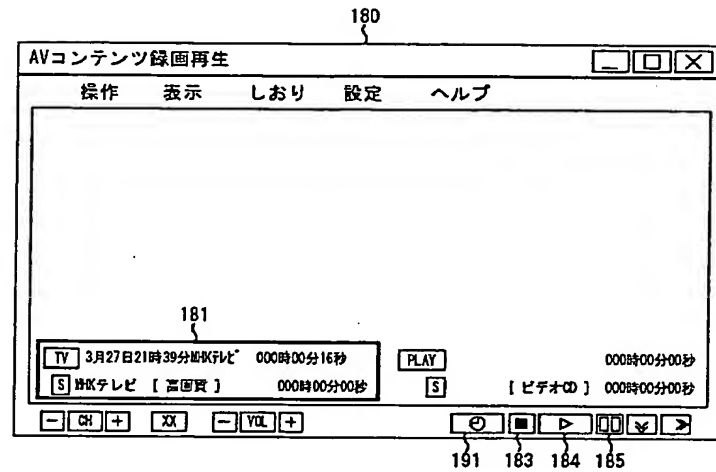 180
AVコンテンツ録画再生
操作 表示 しおり 設定 ヘルプ
181
TV 3月27日21時39分MHKテレビ 000時00分16秒
PLAY 000時00分00秒
S MHKテレビ [ 高画質 ] 000時00分00秒
S [ ビデオCD ] 000時00分00秒
- CH + XX - VOL +
191 183 184 185